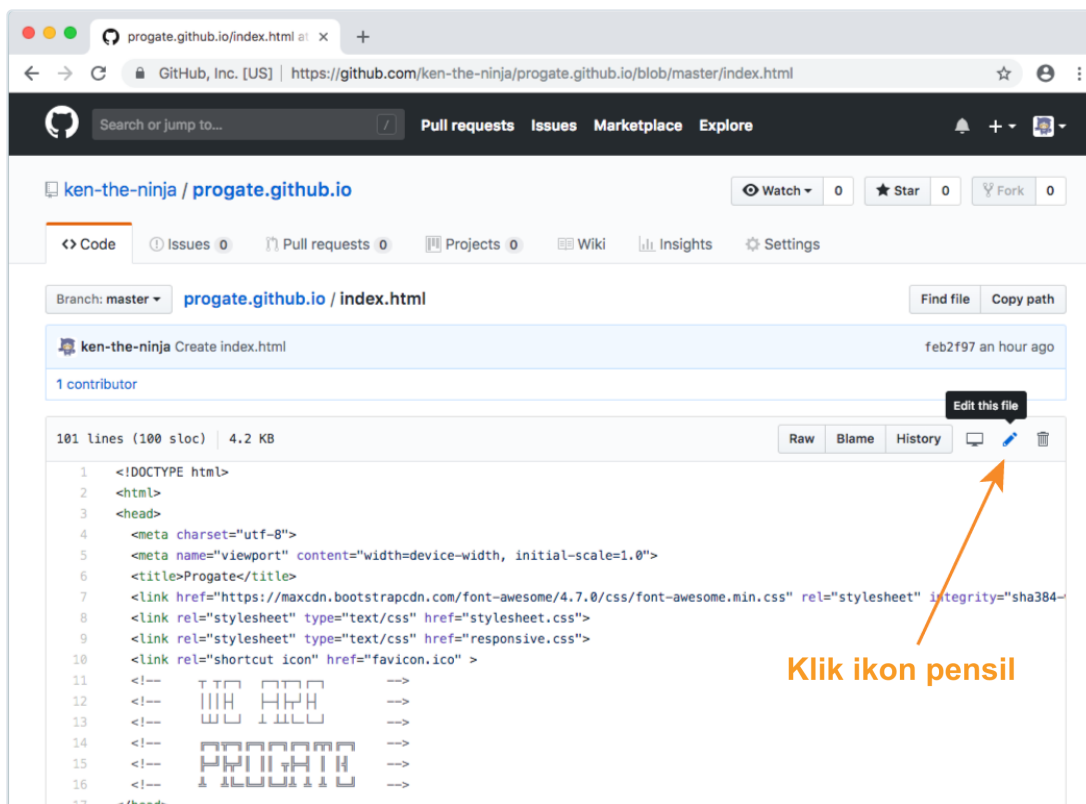 progate.github.io/index.html at
GitHub, Inc. [US] https://github.com/ken-the-ninja/progate.github.io/blob/master/index.html
Search or jump to... / Pull requests Issues Marketplace Explore
ken-the-ninja / progate.github.io Watch 0 Star 0 Fork 0
<> Code Issues 0 Pull requests 0 Projects 0 Wiki Insights Settings
Branch: master progate.github.io / index.html Find file Copy path
ken-the-ninja Create index.html feb2f97 an hour ago
1 contributor
Edit this file
101 lines (100 sloc) 4.2 KB Raw Blame History
1 <!DOCTYPE html>
2 <html>
3 <head>
4 <meta charset="utf-8">
5 <meta name="viewport" content="width=device-width, initial-scale=1.0">
6 <title>Progate</title>
7 <link href="https://maxcdn.bootstrapcdn.com/font-awesome/4.7.0/css/font-awesome.min.css" rel="stylesheet" integrity="sha384-
8 <link rel="stylesheet" type="text/css" href="stylesheet.css">
9 <link rel="stylesheet" type="text/css" href="responsive.css">
10 <link rel="shortcut icon" href="favicon.ico" >
Klik ikon pensil
11 <!-- -->
12 <!-- -->
13 <!-- -->
14 <!-- -->
15 <!-- -->
16 <!-- -->
17 </head>